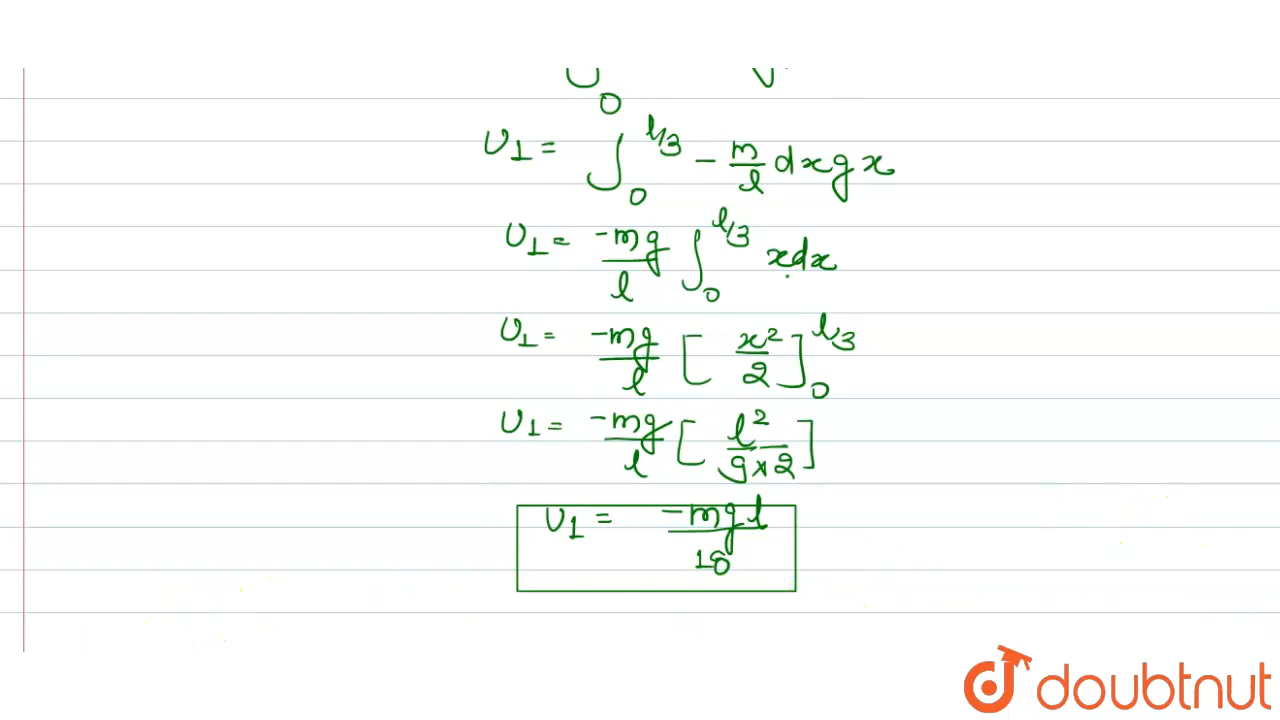 0
U1 = ∫₀^{l/3} - m/l dx g x
U1 = -mg/l ∫₀^{l/3} x dx
U1 = -mg/l [x²/2]₀^{l/3}
U1 = -mg/l [l²/9×2]
U1 = -mgl/18
doubtnut